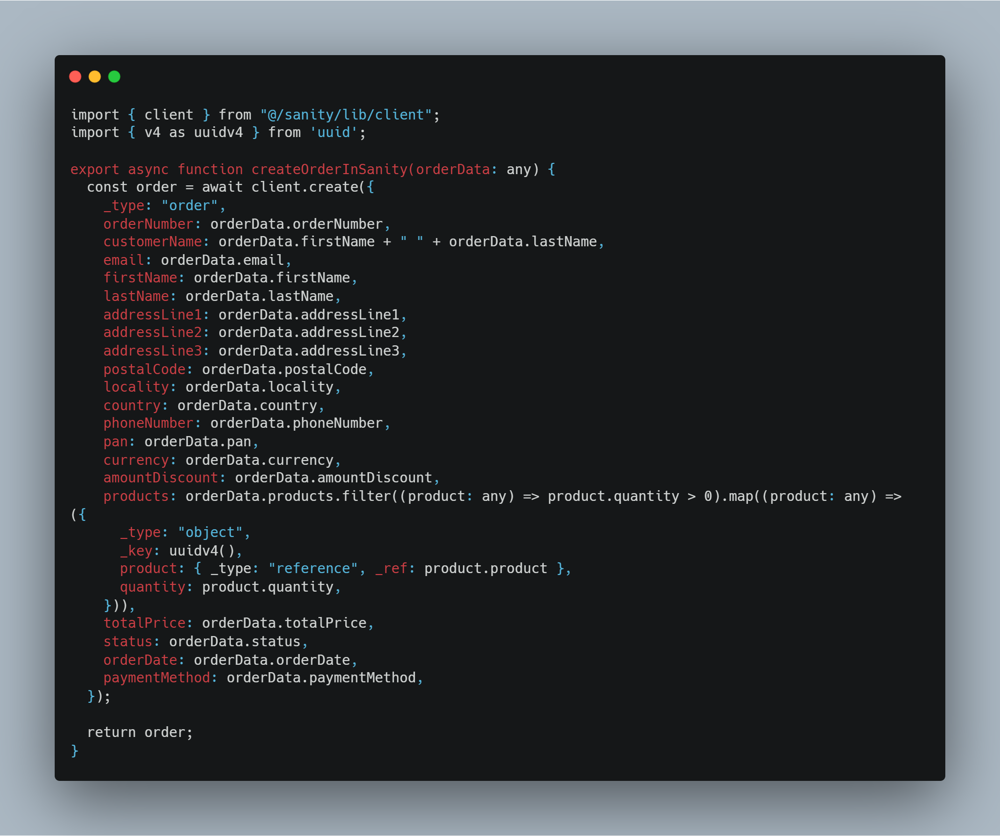 import { client } from "@/sanity/lib/client";
import { v4 as uuidv4 } from 'uuid';

export async function createOrderInSanity(orderData: any) {
  const order = await client.create({
    _type: "order",
    orderNumber: orderData.orderNumber,
    customerName: orderData.firstName + " " + orderData.lastName,
    email: orderData.email,
    firstName: orderData.firstName,
    lastName: orderData.lastName,
    addressLine1: orderData.addressLine1,
    addressLine2: orderData.addressLine2,
    addressLine3: orderData.addressLine3,
    postalCode: orderData.postalCode,
    locality: orderData.locality,
    country: orderData.country,
    phoneNumber: orderData.phoneNumber,
    pan: orderData.pan,
    currency: orderData.currency,
    amountDiscount: orderData.amountDiscount,
    products: orderData.products.filter((product: any) => product.quantity > 0).map((product: any) =>
({
      _type: "object",
      _key: uuidv4(),
      product: { _type: "reference", _ref: product.product },
      quantity: product.quantity,
    })),
    totalPrice: orderData.totalPrice,
    status: orderData.status,
    orderDate: orderData.orderDate,
    paymentMethod: orderData.paymentMethod,
  });

  return order;
}